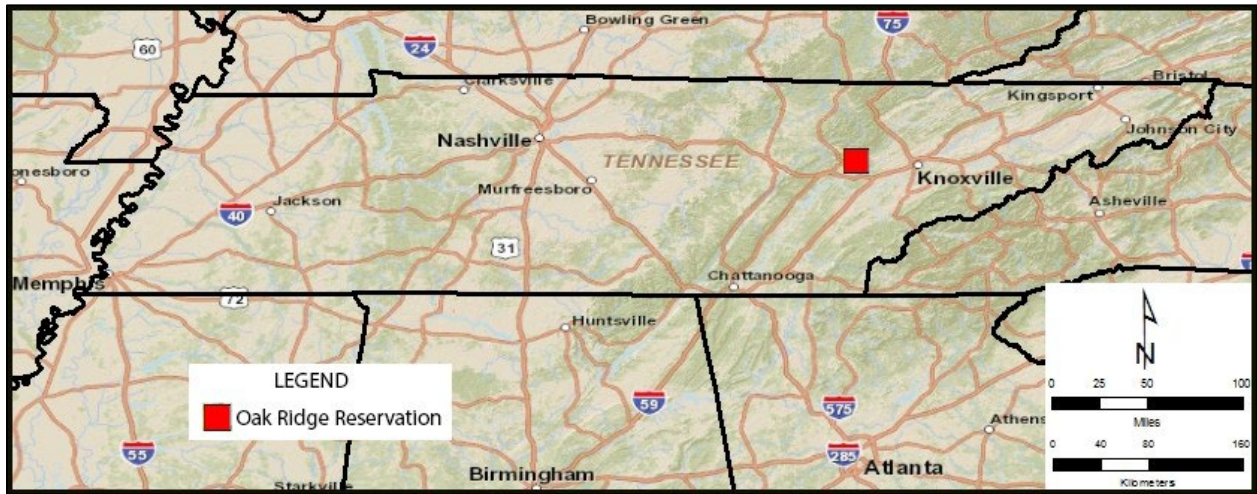 Bowling Green
75
60
24
Clarksville
Bristol
Kingsport
Nashville
Johnson City
TENNESSEE
onesboro
Knoxville
Murfreesboro
Jackson
Asheville
40
31
Memphis
Chattanooga
72
Huntsville
N
LEGEND
0 25 50 100
Miles
Oak Ridge Reservation
59
575
Athens
0 40 80 160
Kilometers
55
285
Atlanta
Birmingham
Starkville